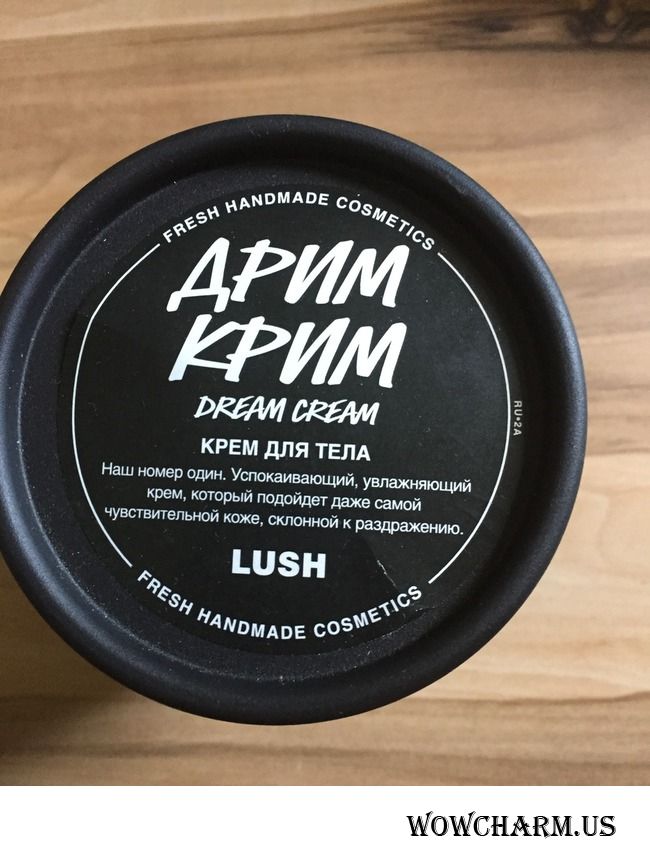 FRESH HANDMADE COSMETICS
ДРИМ
КРИМ
DREAM CREAM
КРЕМ ДЛЯ ТЕЛА
Наш номер один. Успокаивающий, увлажняющий
крем, который подойдет даже самой
чувствительной коже, склонной к раздражению.
LUSH
FRESH HANDMADE COSMETICS
RU•2A
WOWCHARM.US